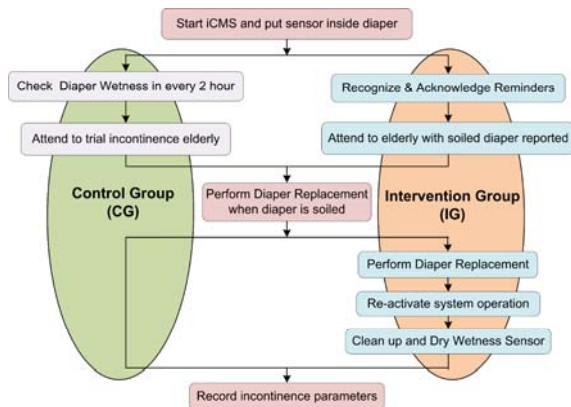 Start iCMS and put sensor inside diaper
Check Diaper Wetness in every 2 hour
Recognize & Acknowledge Reminders
Attend to trial incontinence elderly
Attend to elderly with soiled diaper reported
Control Group
(CG)
Perform Diaper Replacement
when diaper is soiled
Intervention Group
(IG)
Perform Diaper Replacement
Re-activate system operation
Clean up and Dry Wetness Sensor
Record incontinence parameters